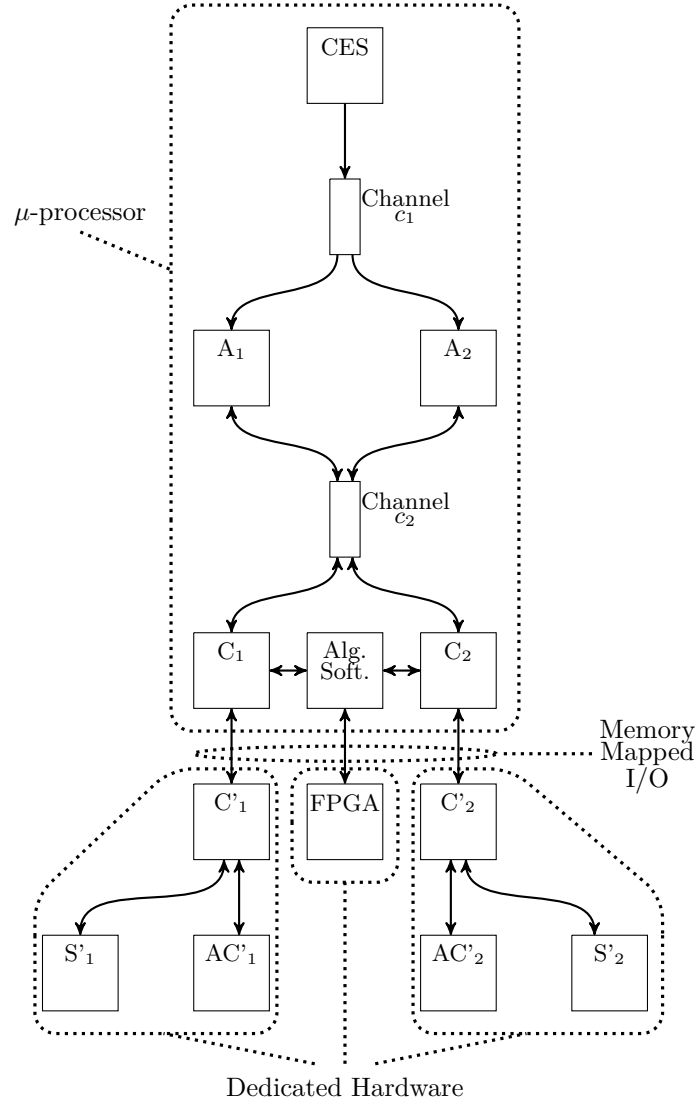 CES
Channel
c₁
μ-processor
A₁
A₂
Channel
c₂
C₁
Alg.
Soft.
C₂
Memory
Mapped
I/O
C'₁
FPGA
C'₂
S'₁
AC'₁
AC'₂
S'₂
Dedicated Hardware